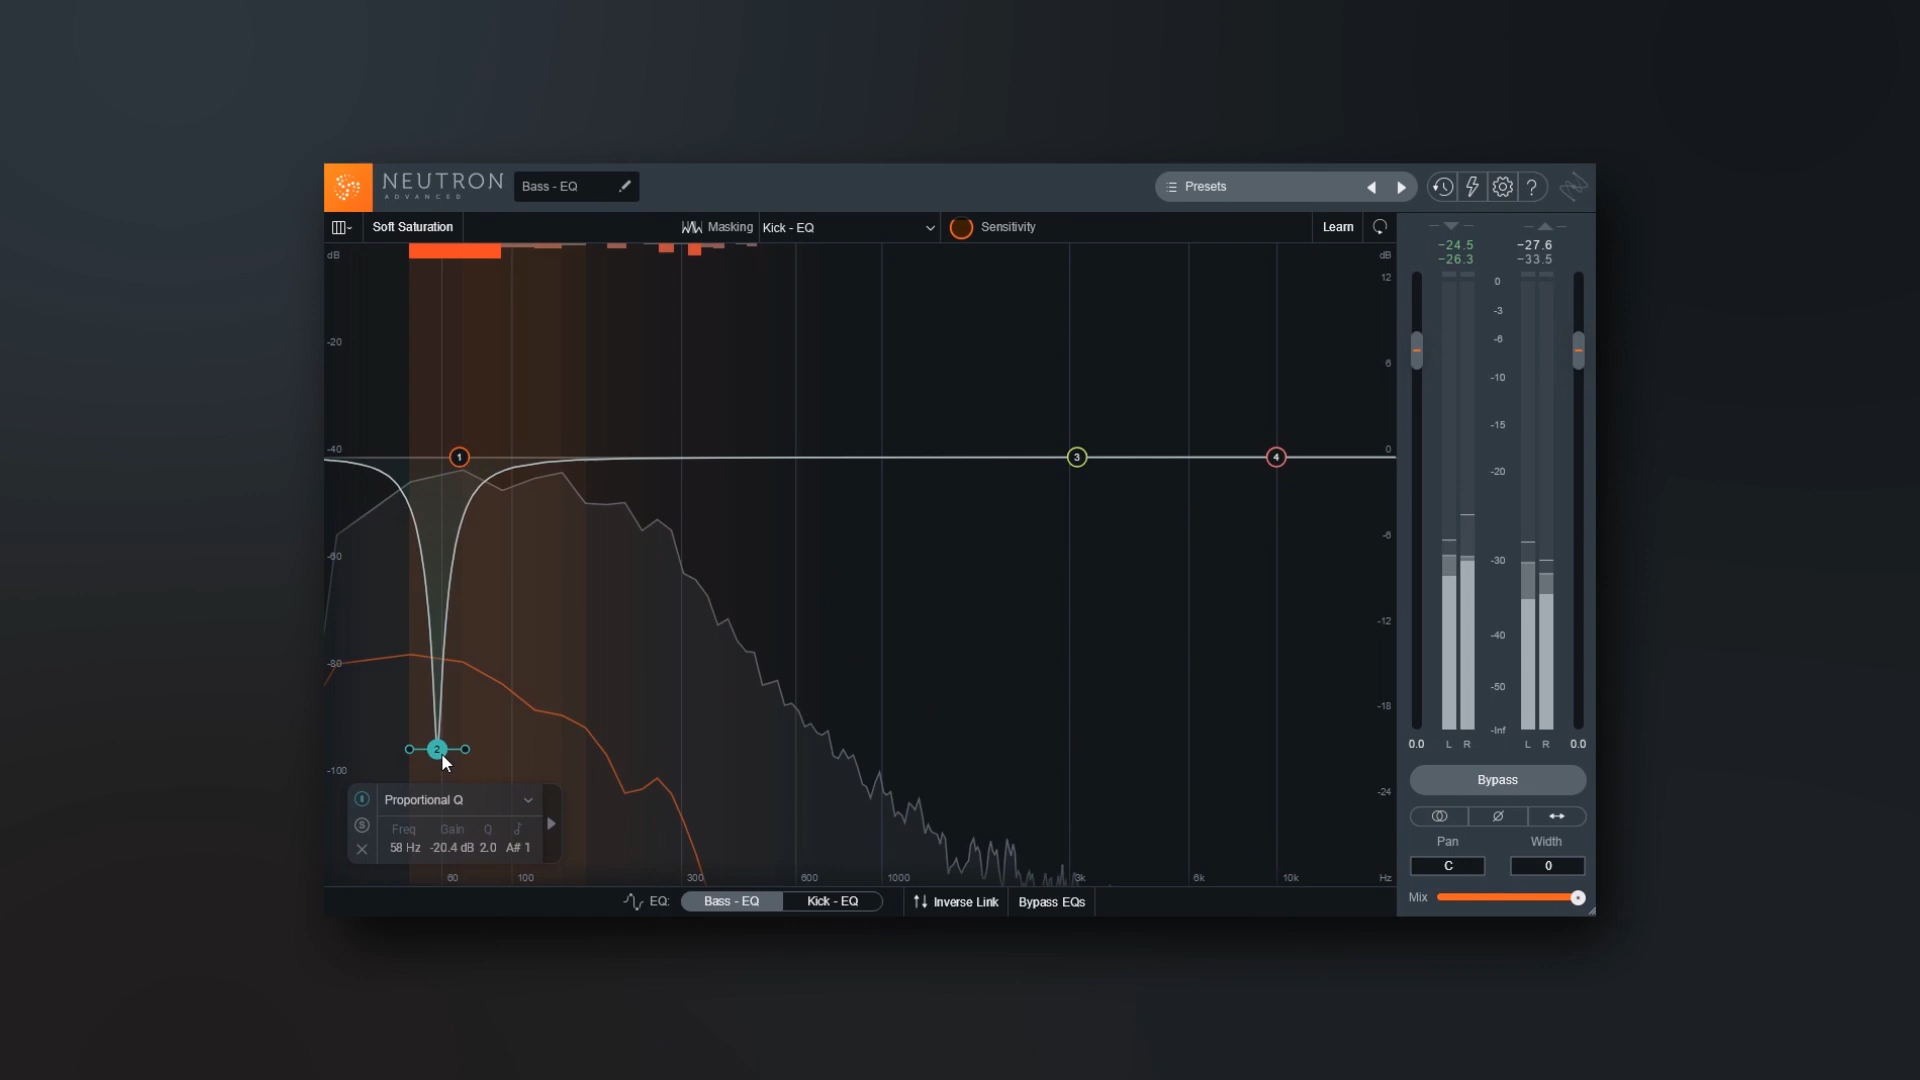 NEUTRON
ADVANCED
Bass - EQ
Presets
?
Soft Saturation
Masking
Kick - EQ
Sensitivity
Learn
dB
-20
-40
-60
-80
-100
dB
12
6
0
-6
-12
-18
-24
Hz
1
2
3
4
Proportional Q
S
Freq Gain Q
58 Hz -20.4 dB 2.0 A# 1
60 100 300 600 1000 3k 6k 10k
EQ:
Bass - EQ
Kick - EQ
Inverse Link
Bypass EQs
-24.5 -27.6
-26.3 -33.5
0
-3
-6
-10
-15
-20
-30
-40
-50
-Inf
0.0 L R L R 0.0
Bypass
Pan Width
C 0
Mix